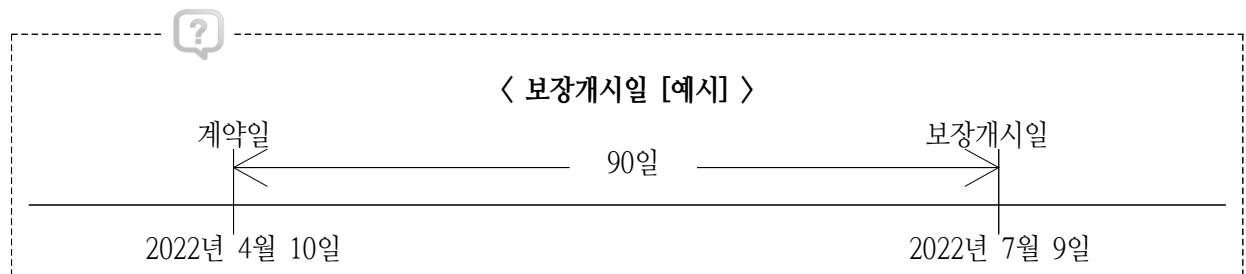 ?
< 보장개시일 [예시] >
계약일 보장개시일
90일
2022년 4월 10일 2022년 7월 9일